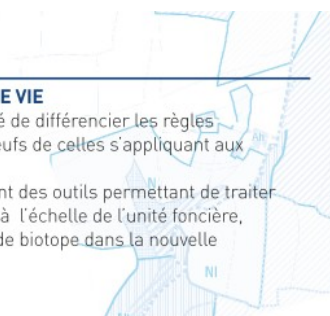 E VIE
é de différencier les règles
eufs de celles s'appliquant aux
nt des outils permettant de traiter
à l'échelle de l'unité foncière,
de biotope dans la nouvelle
Ah
N
NI